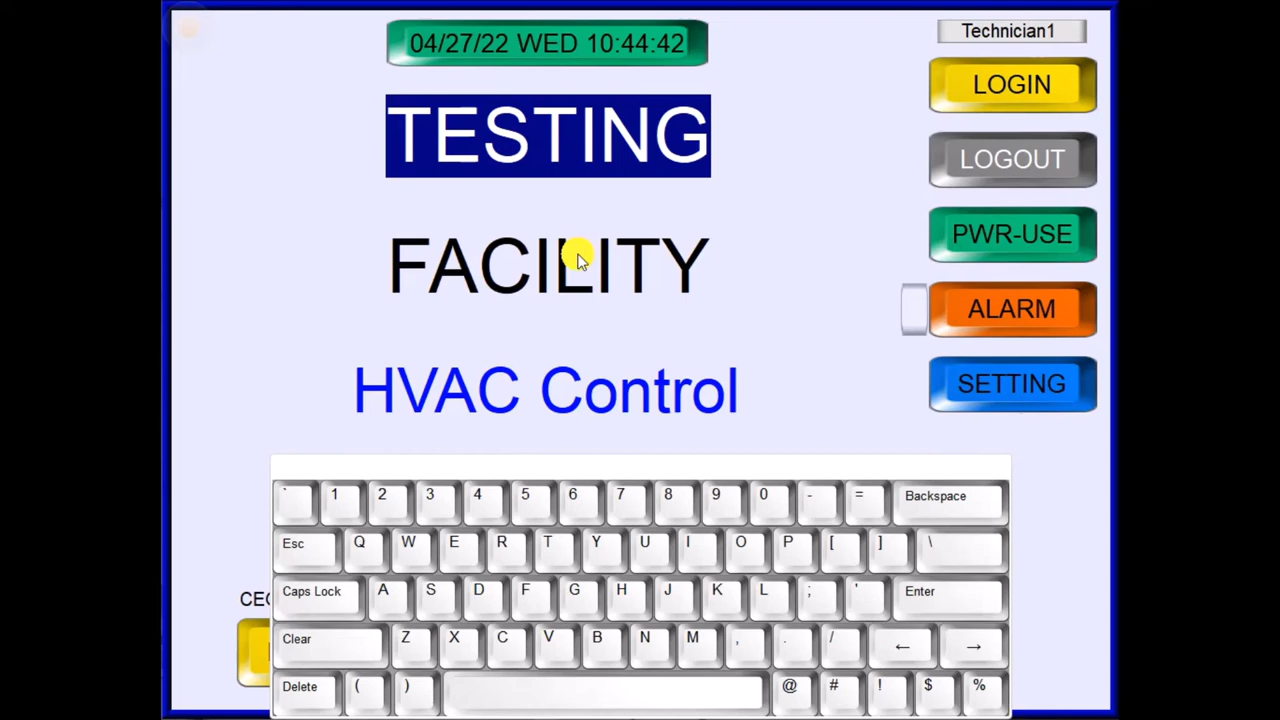 04/27/22 WED 10:44:42
Technician1
TESTING
LOGIN
LOGOUT
FACILITY
PWR-USE
ALARM
HVAC Control
SETTING
` 1 2 3 4 5 6 7 8 9 0 - = Backspace
Esc Q W E R T Y U I O P [ ] \
Caps Lock A S D F G H J K L ; ' Enter
Clear Z X C V B N M , . / ← →
Delete ( ) @ # ! $ %